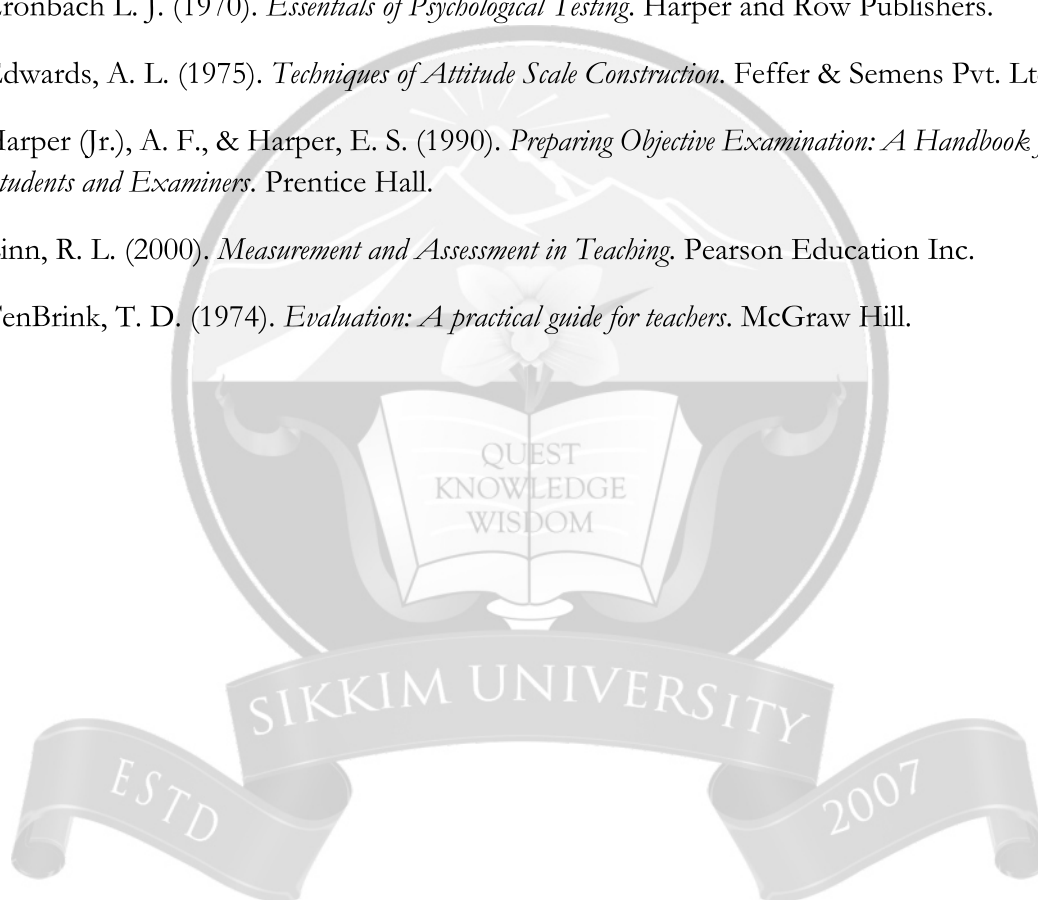 ronbach L. J. (1970). Essentials of Psychological Testing. Harper and Row Publishers.
dwards, A. L. (1975). Techniques of Attitude Scale Construction. Feffer & Semens Pvt. Lt
arper (Jr.), A. F., & Harper, E. S. (1990). Preparing Objective Examination: A Handbook
tudents and Examiners. Prentice Hall.
inn, R. L. (2000). Measurement and Assessment in Teaching. Pearson Education Inc.
enBrink, T. D. (1974). Evaluation: A practical guide for teachers. McGraw Hill.
QUEST
KNOWLEDGE
WISDOM
SIKKIM UNIVERSITY
ESTD 2007